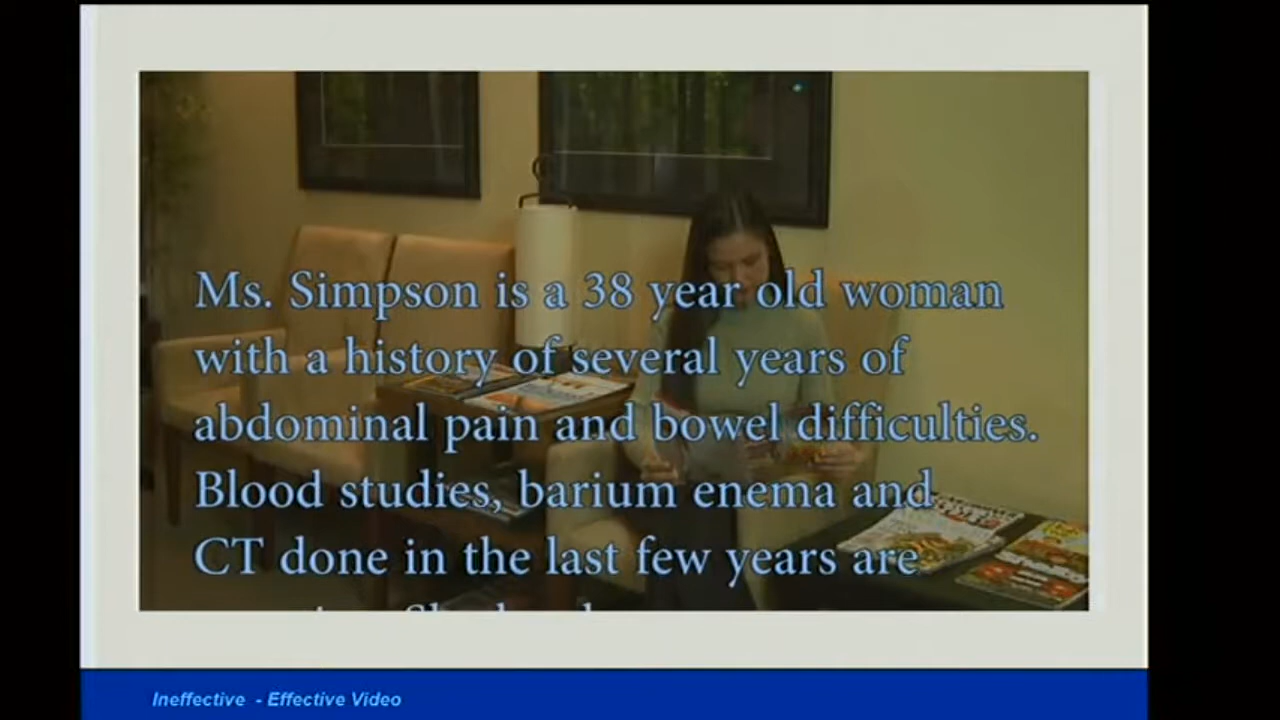 Ms. Simpson is a 38 year old woman
with a history of several years of
abdominal pain and bowel difficulties.
Blood studies, barium enema and
CT done in the last few years are
Ineffective - Effective Video